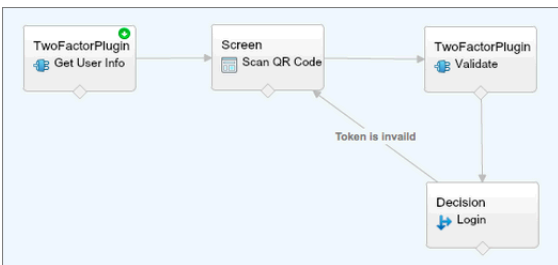 TwoFactorPlugin
Get User Info
Screen
Scan QR Code
TwoFactorPlugin
Validate
Token is invaild
Decision
Login